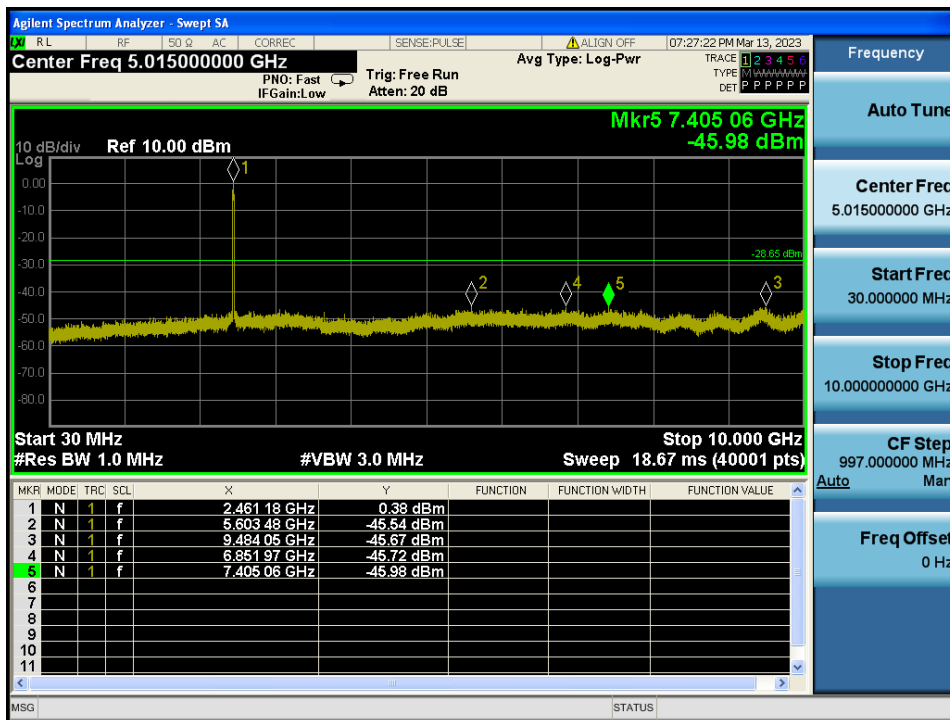 Agilent Spectrum Analyzer - Swept SA
LXI RL RF 50 Ω AC CORREC SENSE:PULSE ALIGN OFF 07:27:22 PM Mar 13, 2023
Center Freq 5.015000000 GHz
PNO: Fast
IFGain:Low
Trig: Free Run
Atten: 20 dB
Avg Type: Log-Pwr
TRACE 1 2 3 4 5 6
TYPE M WWWWW
DET P P P P P P
Mkr5 7.405 06 GHz
-45.98 dBm
10 dB/div Ref 10.00 dBm
Log
0.00
-10.0
-20.0
-30.0
-40.0
-50.0
-60.0
-70.0
-80.0
1
2
4
5
3
-28.65 dBm
Start 30 MHz Stop 10.000 GHz
#Res BW 1.0 MHz #VBW 3.0 MHz Sweep 18.67 ms (40001 pts)
MKR MODE TRC SCL X Y FUNCTION FUNCTION WIDTH FUNCTION VALUE
1 N 1 f 2.461 18 GHz 0.38 dBm
2 N 1 f 5.603 48 GHz -45.54 dBm
3 N 1 f 9.484 05 GHz -45.67 dBm
4 N 1 f 6.851 97 GHz -45.72 dBm
5 N 1 f 7.405 06 GHz -45.98 dBm
6
7
8
9
10
11
MSG STATUS
Frequency
Auto Tune
Center Freq
5.015000000 GHz
Start Freq
30.000000 MHz
Stop Freq
10.000000000 GHz
CF Step
997.000000 MHz
Auto Man
Freq Offset
0 Hz